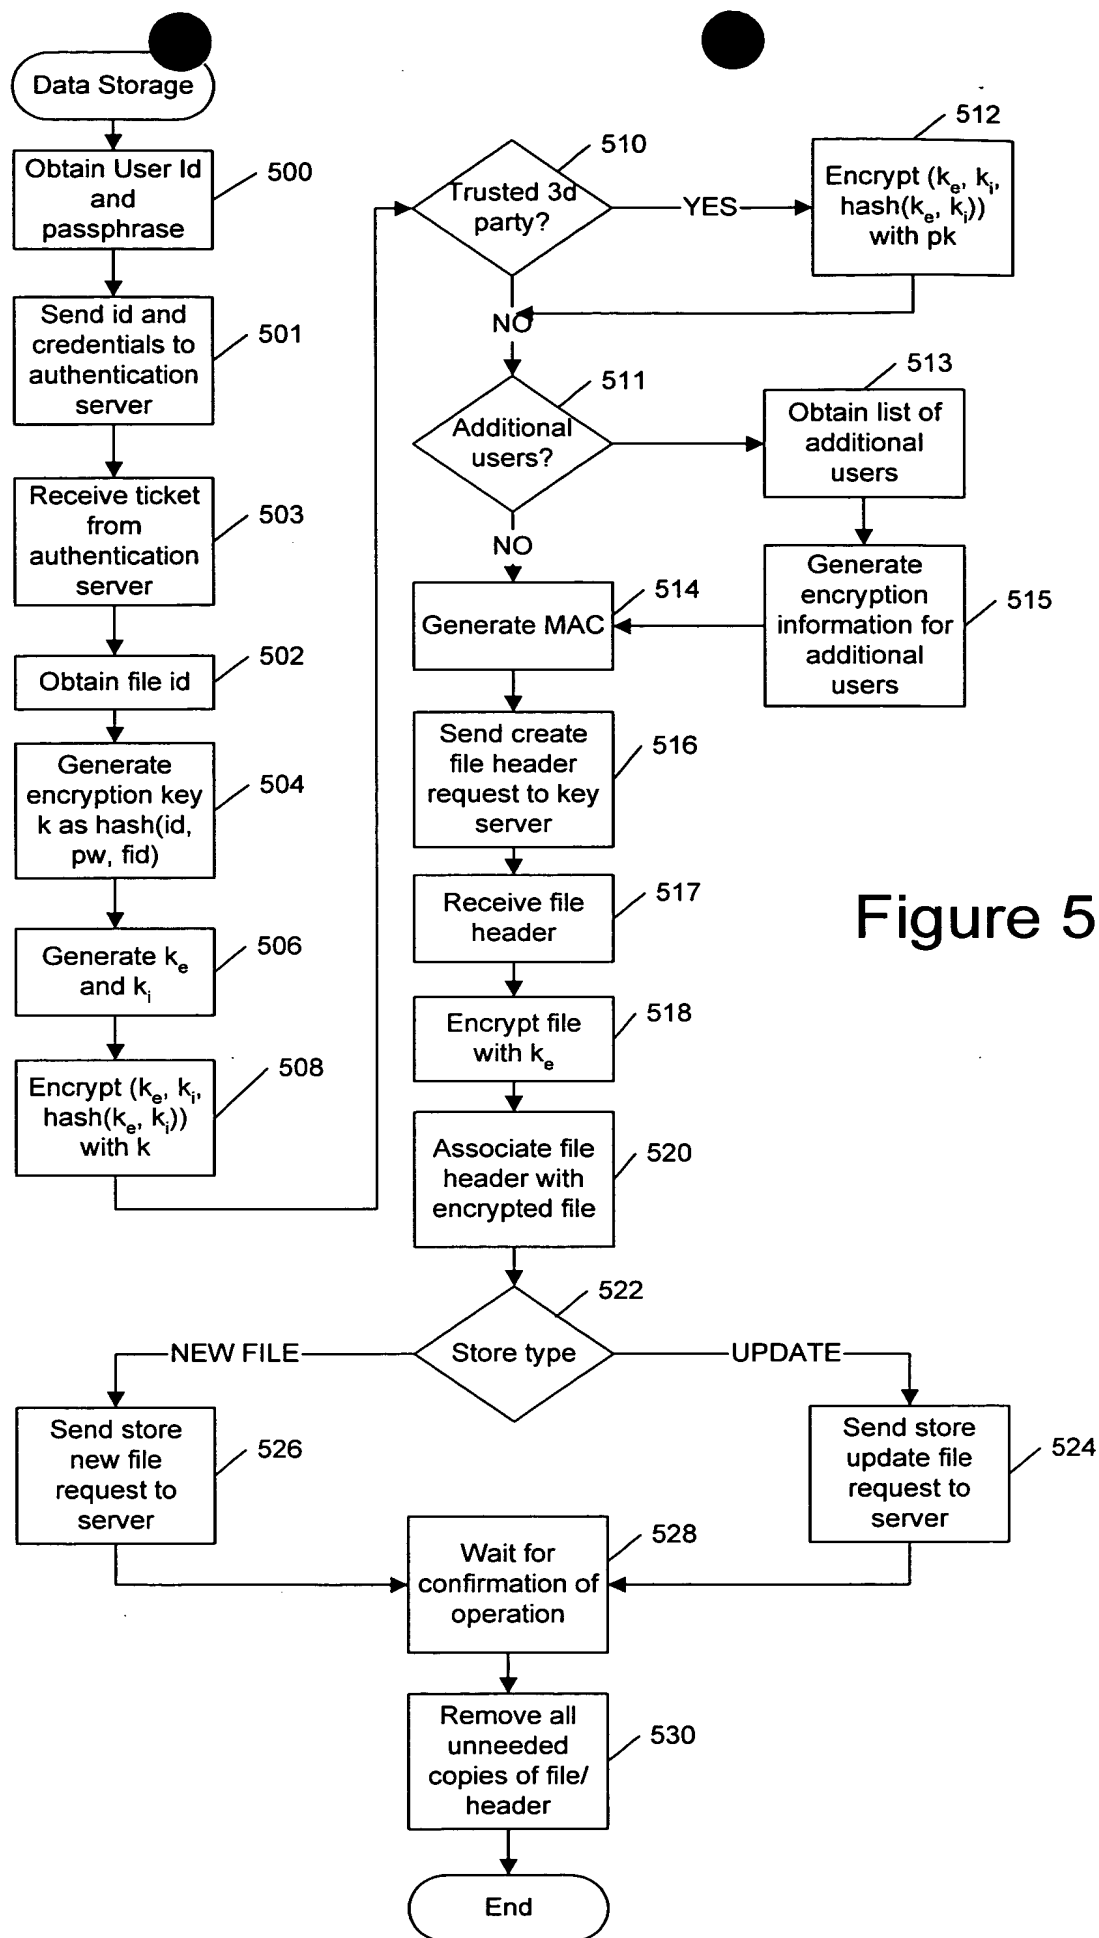 Data Storage
Obtain User Id
and
passphrase
500
Send id and
credentials to
authentication
server
501
Receive ticket
from
authentication
server
503
Obtain file id
502
Generate
encryption key
k as hash(id,
pw, fid)
504
Generate ke
and ki
506
Encrypt (ke, ki,
hash(ke, ki))
with k
508
Trusted 3d
party?
510
YES
Encrypt (ke, ki,
hash(ke, ki))
with pk
512
NO
Additional
users?
511
Obtain list of
additional
users
513
NO
Generate
encryption
information for
additional
users
515
Generate MAC
514
Send create
file header
request to key
server
516
Receive file
header
517
Encrypt file
with ke
518
Associate file
header with
encrypted file
520
Figure 5
Store type
522
NEW FILE
UPDATE
Send store
new file
request to
server
526
Send store
update file
request to
server
524
Wait for
confirmation of
operation
528
Remove all
unneeded
copies of file/
header
530
End